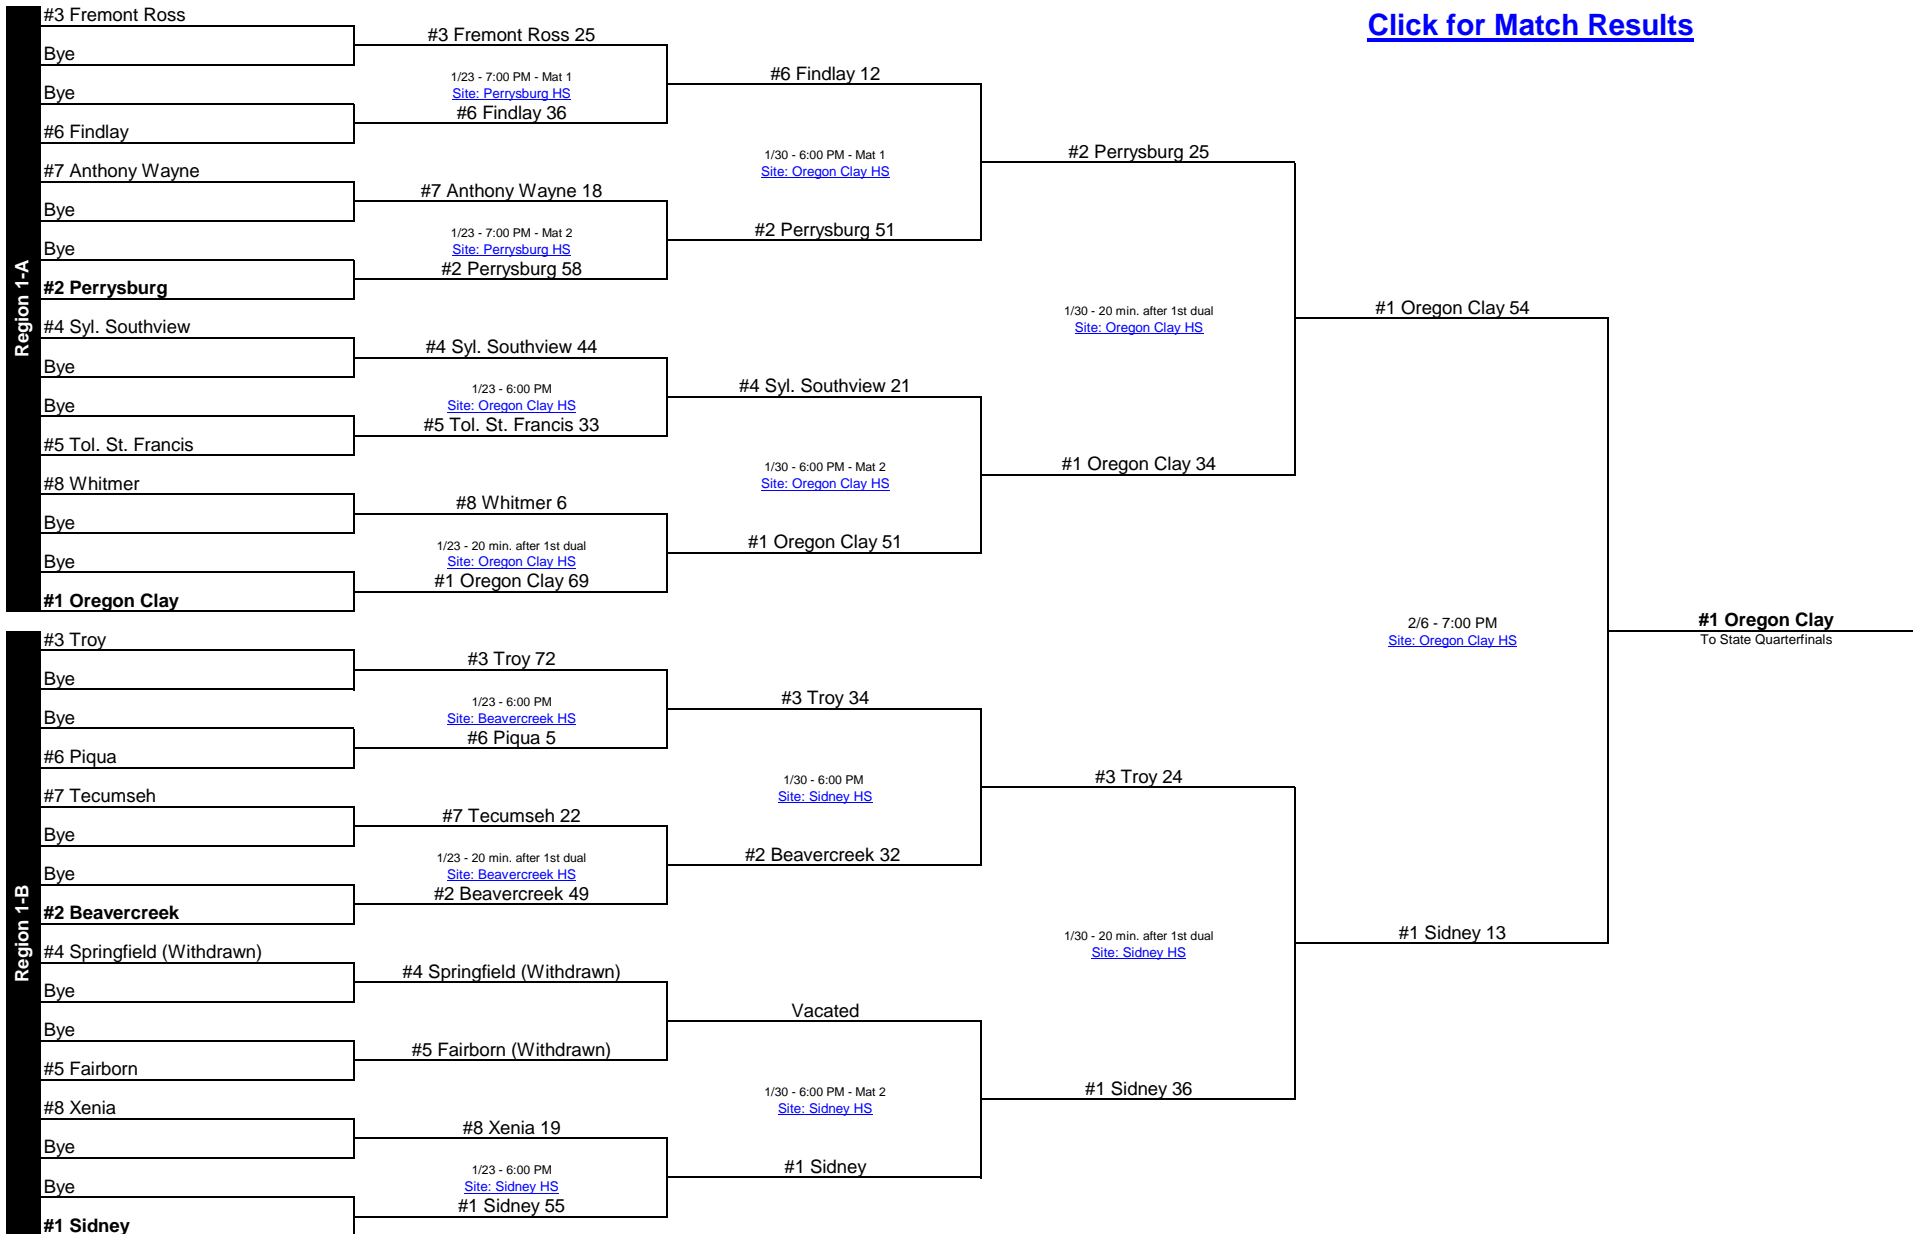 Click for Match Results
Region 1-A
#3 Fremont Ross
Bye
Bye
#6 Findlay
#7 Anthony Wayne
Bye
Bye
#2 Perrysburg
#4 Syl. Southview
Bye
Bye
#5 Tol. St. Francis
#8 Whitmer
Bye
Bye
#1 Oregon Clay
#3 Fremont Ross 25
1/23 - 7:00 PM - Mat 1
Site: Perrysburg HS
#6 Findlay 36
#7 Anthony Wayne 18
1/23 - 7:00 PM - Mat 2
Site: Perrysburg HS
#2 Perrysburg 58
#4 Syl. Southview 44
1/23 - 6:00 PM
Site: Oregon Clay HS
#5 Tol. St. Francis 33
#8 Whitmer 6
1/23 - 20 min. after 1st dual
Site: Oregon Clay HS
#1 Oregon Clay 69
#6 Findlay 12
1/30 - 6:00 PM - Mat 1
Site: Oregon Clay HS
#2 Perrysburg 51
#4 Syl. Southview 21
1/30 - 6:00 PM - Mat 2
Site: Oregon Clay HS
#1 Oregon Clay 51
#2 Perrysburg 25
1/30 - 20 min. after 1st dual
Site: Oregon Clay HS
#1 Oregon Clay 34
#1 Oregon Clay 54
Region 1-B
#3 Troy
Bye
Bye
#6 Piqua
#7 Tecumseh
Bye
Bye
#2 Beavercreek
#4 Springfield (Withdrawn)
Bye
Bye
#5 Fairborn
#8 Xenia
Bye
Bye
#1 Sidney
#3 Troy 72
1/23 - 6:00 PM
Site: Beavercreek HS
#6 Piqua 5
#7 Tecumseh 22
1/23 - 20 min. after 1st dual
Site: Beavercreek HS
#2 Beavercreek 49
#4 Springfield (Withdrawn)
#5 Fairborn (Withdrawn)
#8 Xenia 19
1/23 - 6:00 PM
Site: Sidney HS
#1 Sidney 55
#3 Troy 34
1/30 - 6:00 PM
Site: Sidney HS
#2 Beavercreek 32
Vacated
1/30 - 6:00 PM - Mat 2
Site: Sidney HS
#1 Sidney
#3 Troy 24
1/30 - 20 min. after 1st dual
Site: Sidney HS
#1 Sidney 36
#1 Sidney 13
2/6 - 7:00 PM
Site: Oregon Clay HS
#1 Oregon Clay
To State Quarterfinals